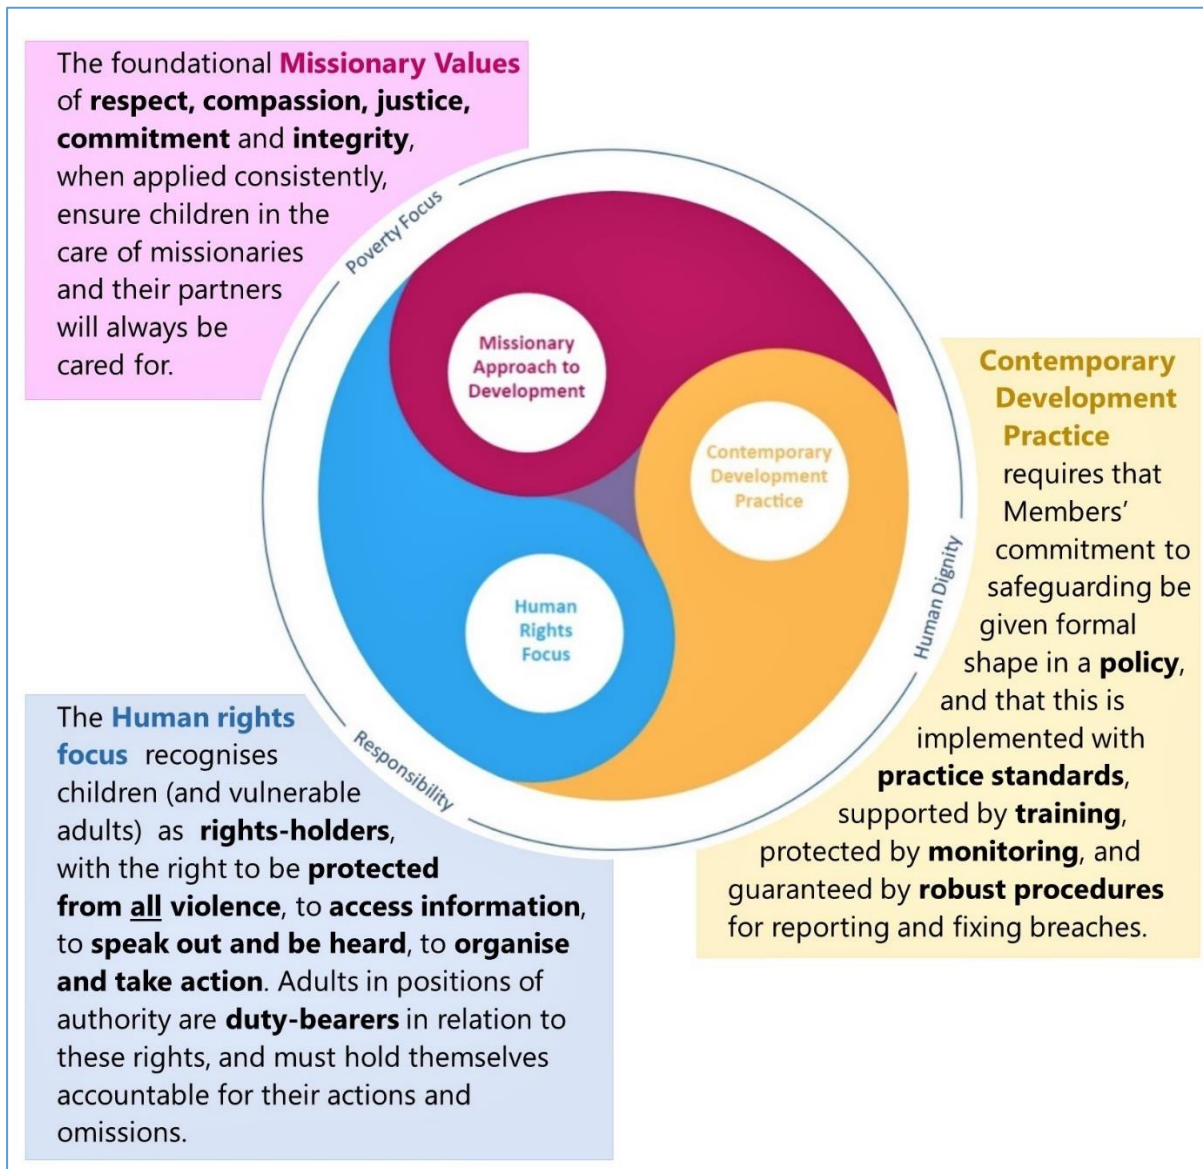 The foundational Missionary Values
of respect, compassion, justice,
commitment and integrity,
when applied consistently,
ensure children in the
care of missionaries
and their partners
will always be
cared for.
Poverty Focus
Missionary
Approach to
Development
Contemporary
Development
Practice
Human
Rights
Focus
Human Dignity
Responsibility
Contemporary
Development
Practice
requires that
Members’
commitment to
safeguarding be
given formal
shape in a policy,
and that this is
implemented with
practice standards,
supported by training,
protected by monitoring, and
guaranteed by robust procedures
for reporting and fixing breaches.
The Human rights
focus recognises
children (and vulnerable
adults) as rights-holders,
with the right to be protected
from all violence, to access information,
to speak out and be heard, to organise
and take action. Adults in positions of
authority are duty-bearers in relation to
these rights, and must hold themselves
accountable for their actions and
omissions.